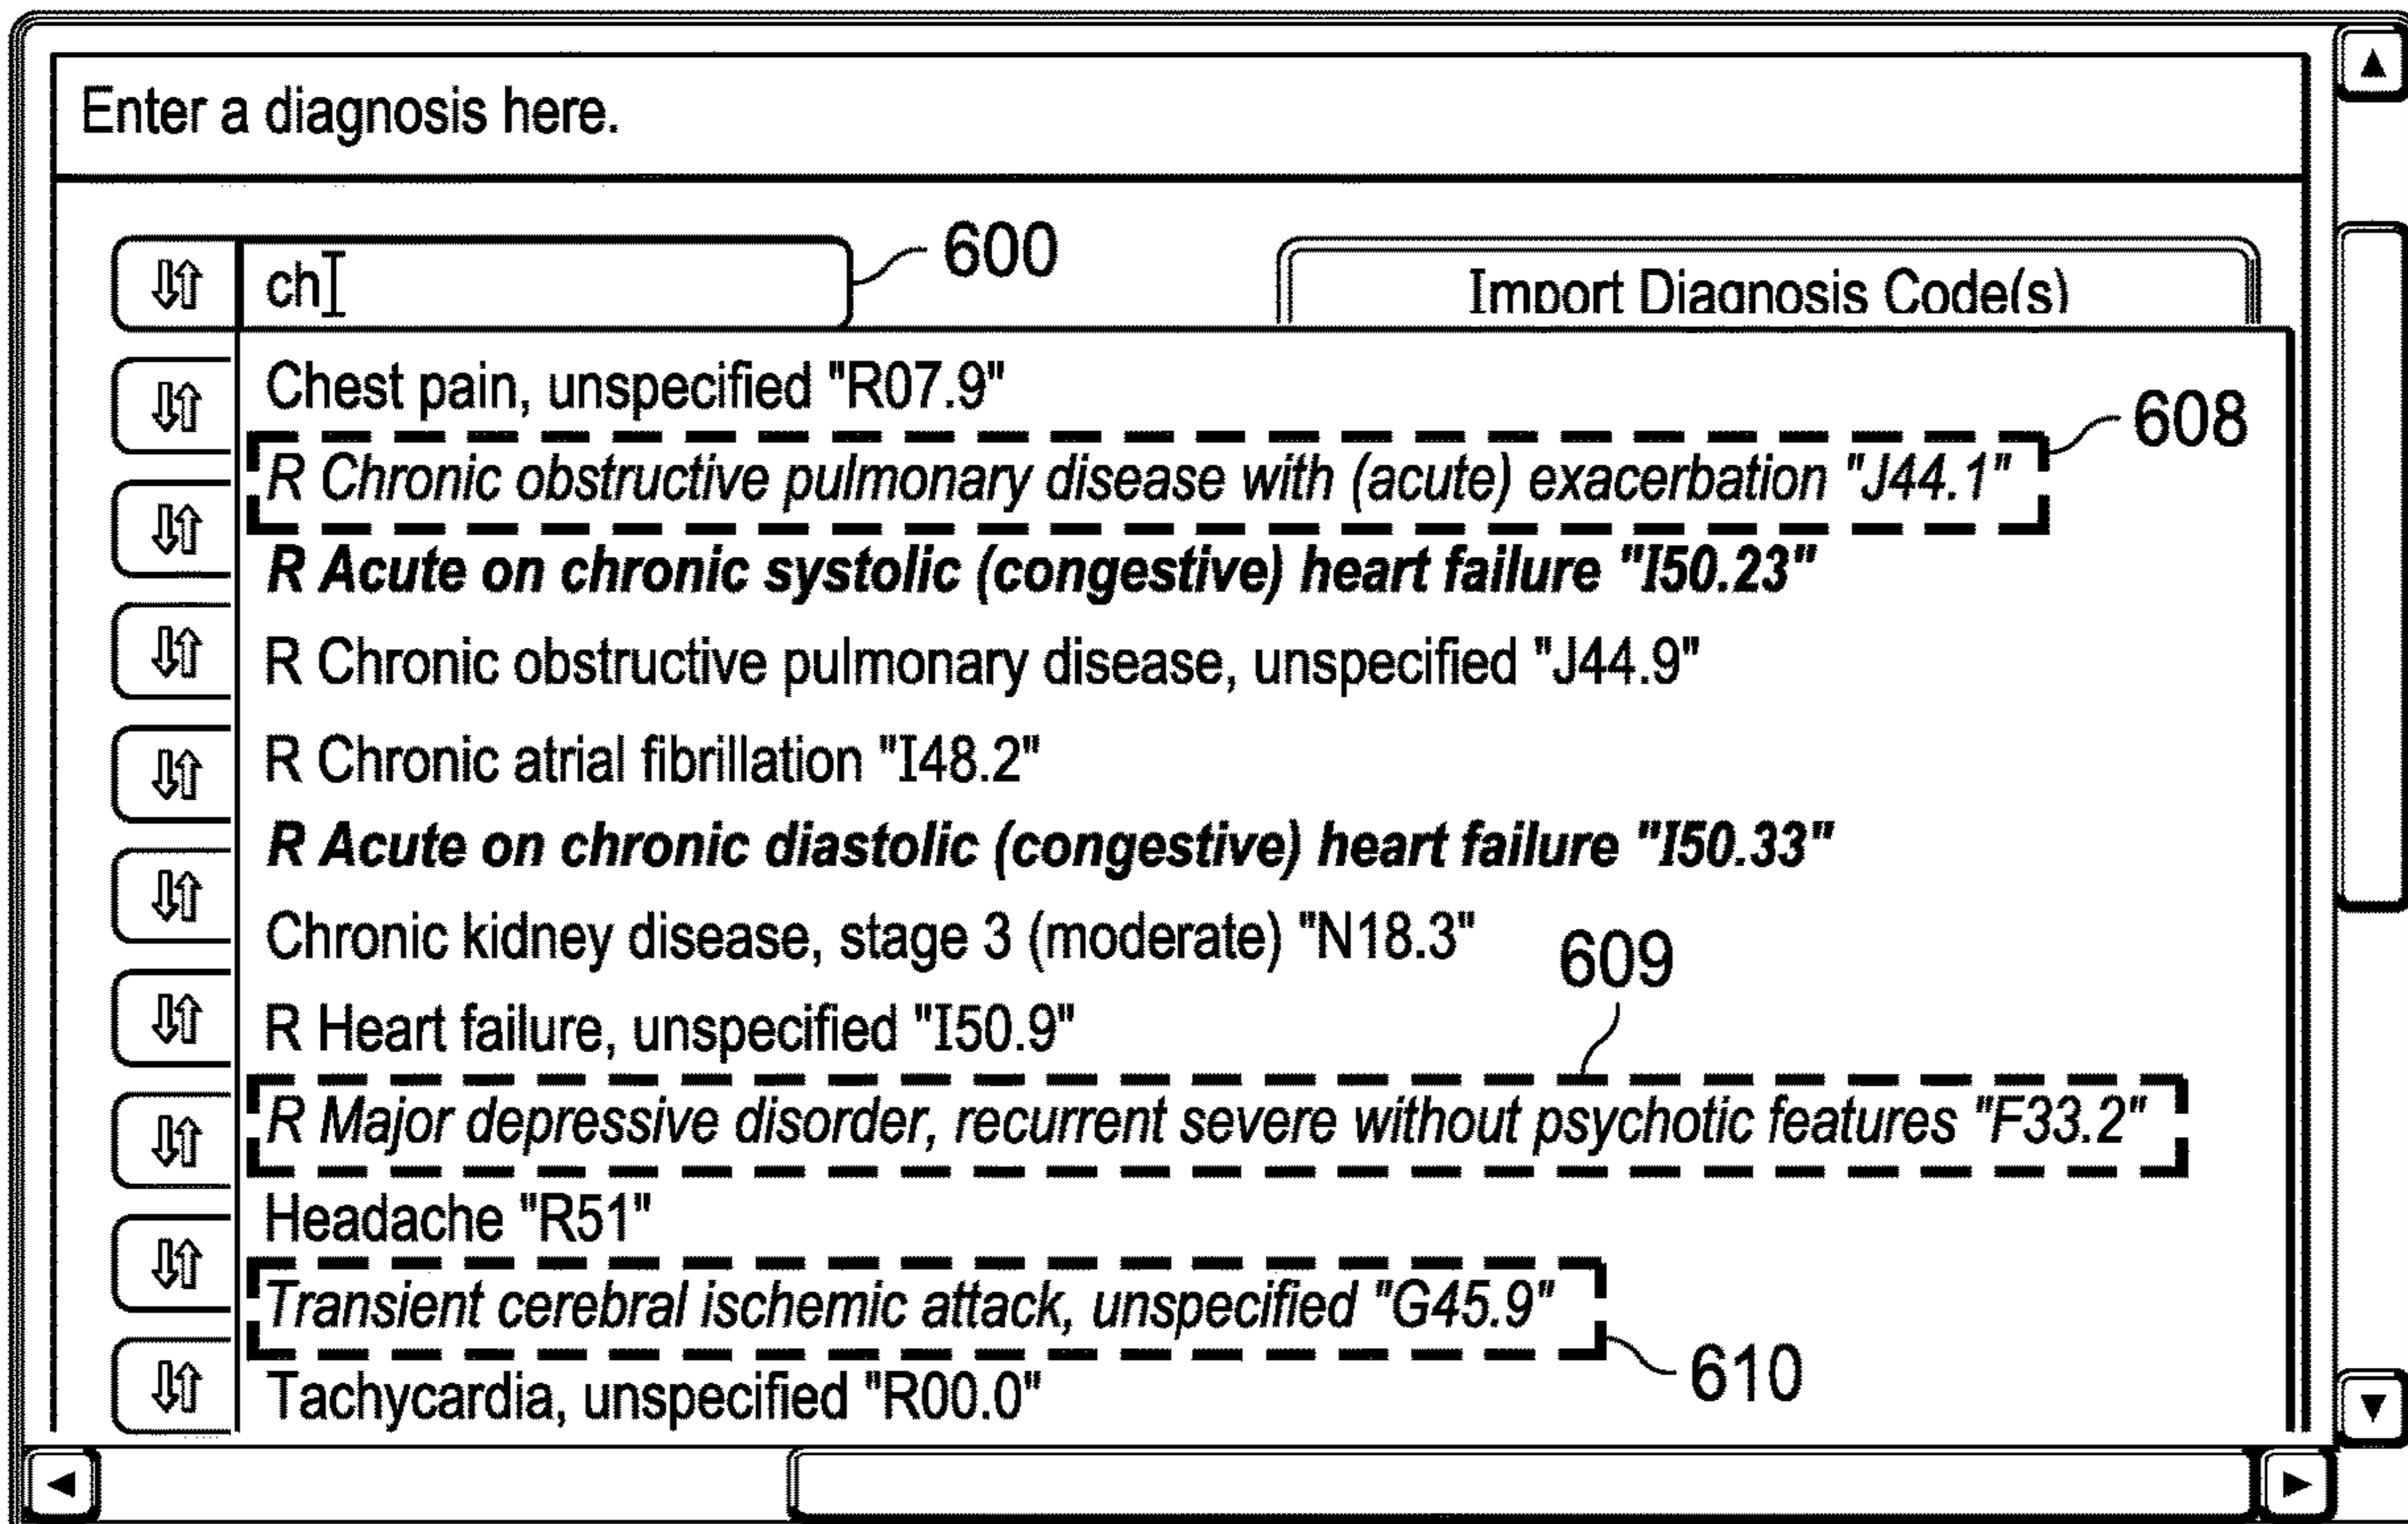 Enter a diagnosis here.
ch
600
Import Diagnosis Code(s)
Chest pain, unspecified "R07.9"
608
R Chronic obstructive pulmonary disease with (acute) exacerbation "J44.1"
R Acute on chronic systolic (congestive) heart failure "I50.23"
R Chronic obstructive pulmonary disease, unspecified "J44.9"
R Chronic atrial fibrillation "I48.2"
R Acute on chronic diastolic (congestive) heart failure "I50.33"
Chronic kidney disease, stage 3 (moderate) "N18.3"
609
R Heart failure, unspecified "I50.9"
R Major depressive disorder, recurrent severe without psychotic features "F33.2"
Headache "R51"
Transient cerebral ischemic attack, unspecified "G45.9"
610
Tachycardia, unspecified "R00.0"